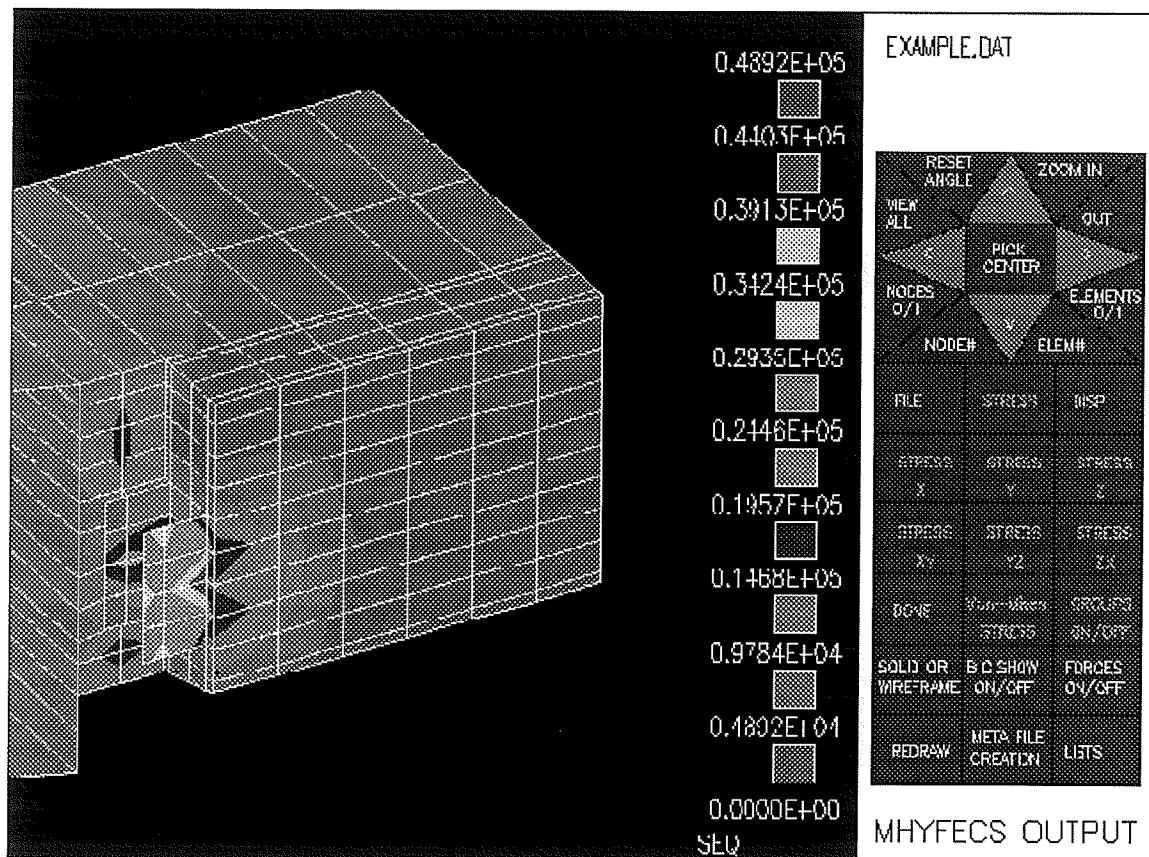 0.4892E+05
0.4403E+05
0.3913E+05
0.3424E+05
0.2935E+05
0.2446E+05
0.1957E+05
0.1468E+05
0.9784E+04
0.4892E+04
0.0000E+00
SEQ
EXAMPLE.DAT
RESET
ANGLE
ZOOM IN
VIEW
ALL
OUT
PICK
CENTER
NODES
0/1
ELEMENTS
0/1
NODE#
ELEM#
FILE STRESS DISP
STRESS STRESS STRESS
X Y Z
STRESS STRESS STRESS
XY YZ ZX
DONE Von-Mises GROUPS
STRESS ON/OFF
SOLID OR B.C.SHOW FORCES
WIREFRAME ON/OFF ON/OFF
REDRAW META FILE LISTS
CREATION
MHYFECS OUTPUT